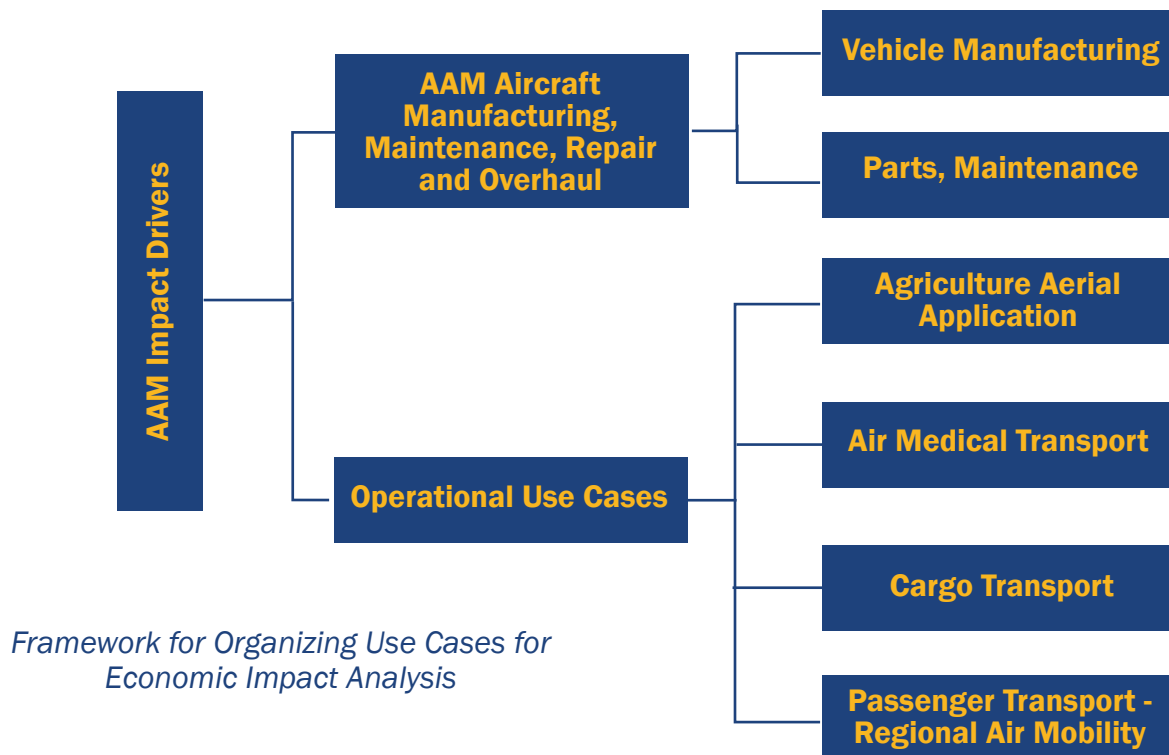 AAM Impact Drivers
AAM Aircraft
Manufacturing,
Maintenance, Repair
and Overhaul
Vehicle Manufacturing
Parts, Maintenance
Operational Use Cases
Agriculture Aerial
Application
Air Medical Transport
Cargo Transport
Passenger Transport -
Regional Air Mobility
Framework for Organizing Use Cases for
Economic Impact Analysis